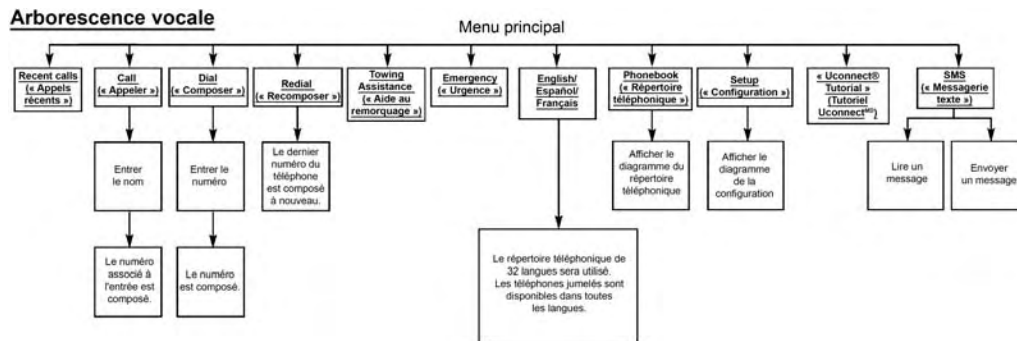 Arborescence vocale
Menu principal
Recent calls
(« Appels
récents »)
Call
(« Appeler »)
Dial
(« Composer »)
Redial
(« Recomposer »)
Towing
Assistance
(« Aide au
remorquage »)
Emergency
(« Urgence »)
English/
Español/
Français
Phonebook
(« Répertoire
téléphonique »)
Setup
(« Configuration »)
« Uconnect®
Tutorial »
(Tutoriel
Uconnectᴹᴰ)
SMS
(« Messagerie
texte »)
Entrer
le nom
Entrer le
numéro
Le dernier
numéro du
téléphone
est composé
à nouveau.
Afficher le
diagramme du
répertoire
téléphonique
Afficher le
diagramme
de la
configuration
Lire un
message
Envoyer
un message
Le numéro
associé à
l'entrée est
composé.
Le numéro
est composé.
Le répertoire téléphonique de
32 langues sera utilisé.
Les téléphones jumelés sont
disponibles dans toutes
les langues.